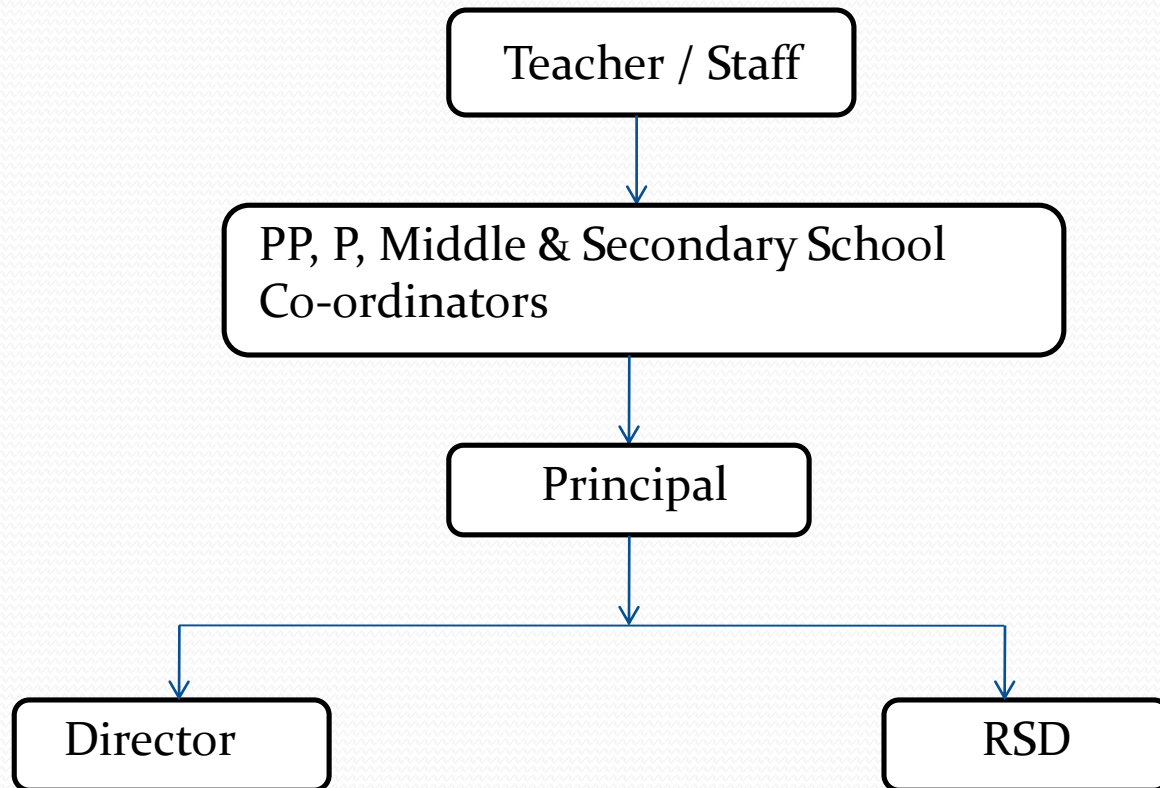 Teacher / Staff
PP, P, Middle & Secondary School
Co-ordinators
Principal
Director
RSD